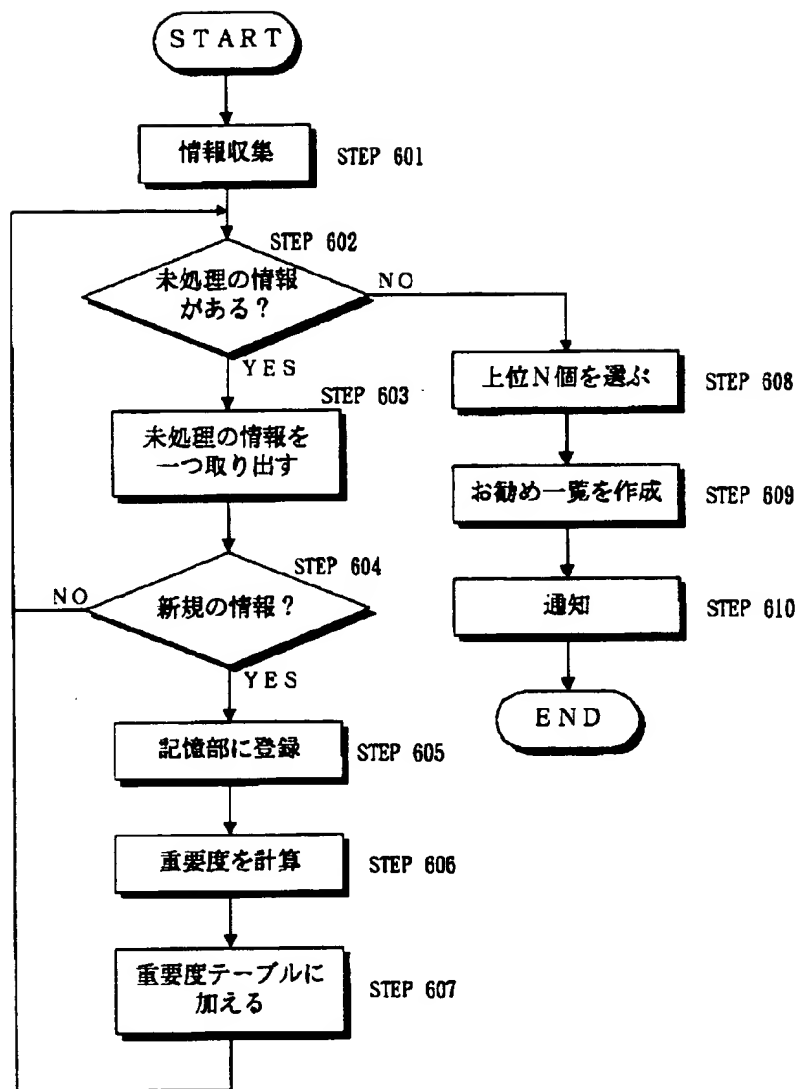 START
情報収集 STEP 601
STEP 602
未処理の情報
がある?
NO
YES
STEP 603
未処理の情報を
一つ取り出す
STEP 604
新規の情報?
NO
YES
記憶部に登録 STEP 605
重要度を計算 STEP 606
重要度テーブルに
加える
STEP 607
上位N個を選ぶ STEP 608
お勧め一覧を作成 STEP 609
通知 STEP 610
END